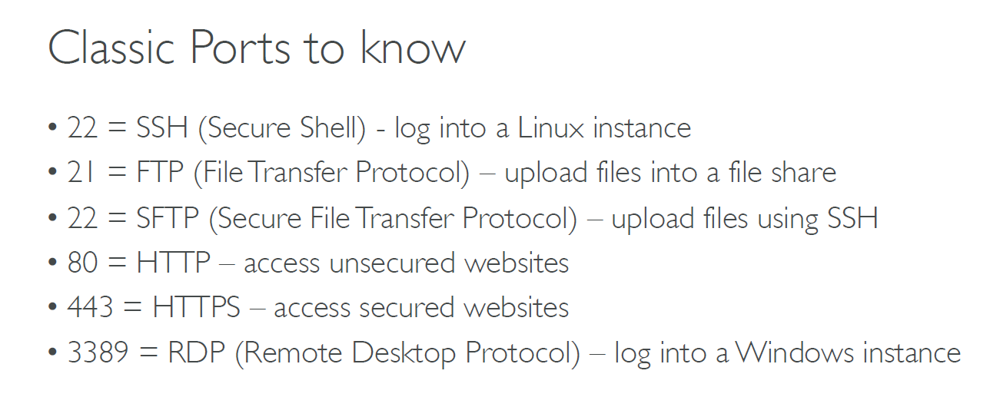 Classic Ports to know
• 22 = SSH (Secure Shell) - log into a Linux instance
• 21 = FTP (File Transfer Protocol) – upload files into a file share
• 22 = SFTP (Secure File Transfer Protocol) – upload files using SSH
• 80 = HTTP – access unsecured websites
• 443 = HTTPS – access secured websites
• 3389 = RDP (Remote Desktop Protocol) – log into a Windows instance